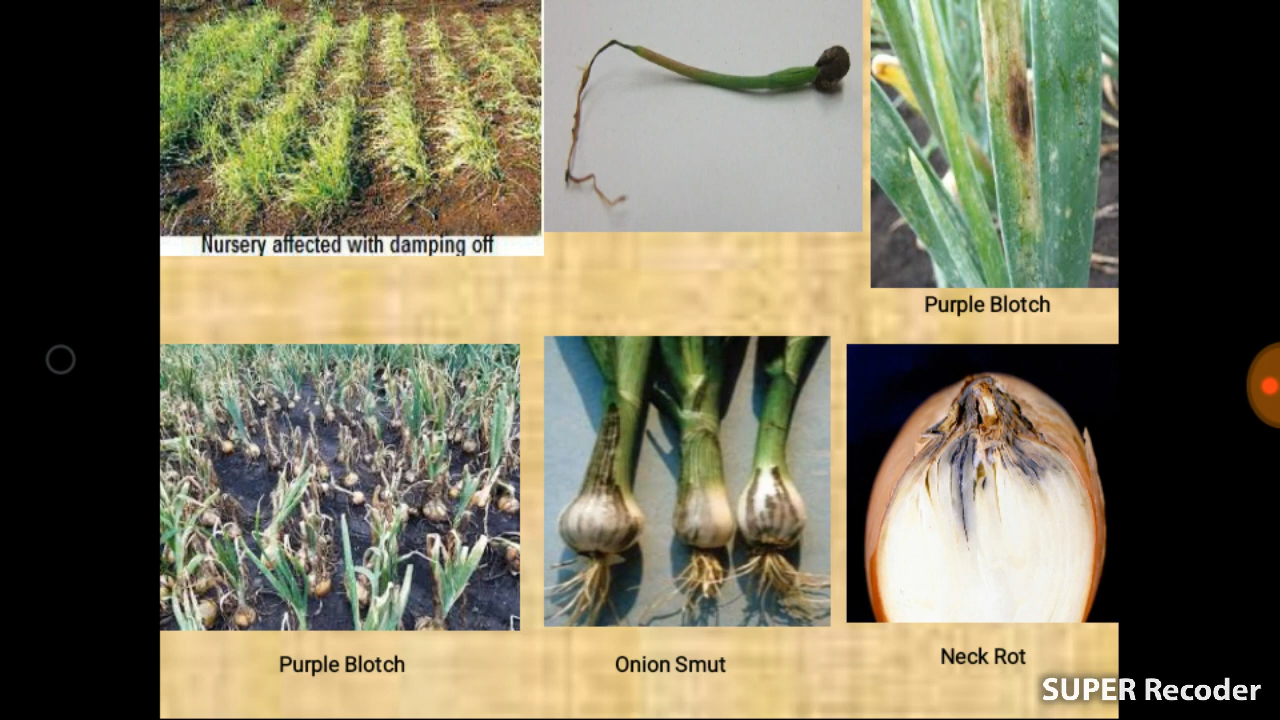 Nursery affected with damping off
Purple Blotch
Purple Blotch
Onion Smut
Neck Rot
SUPER Recoder